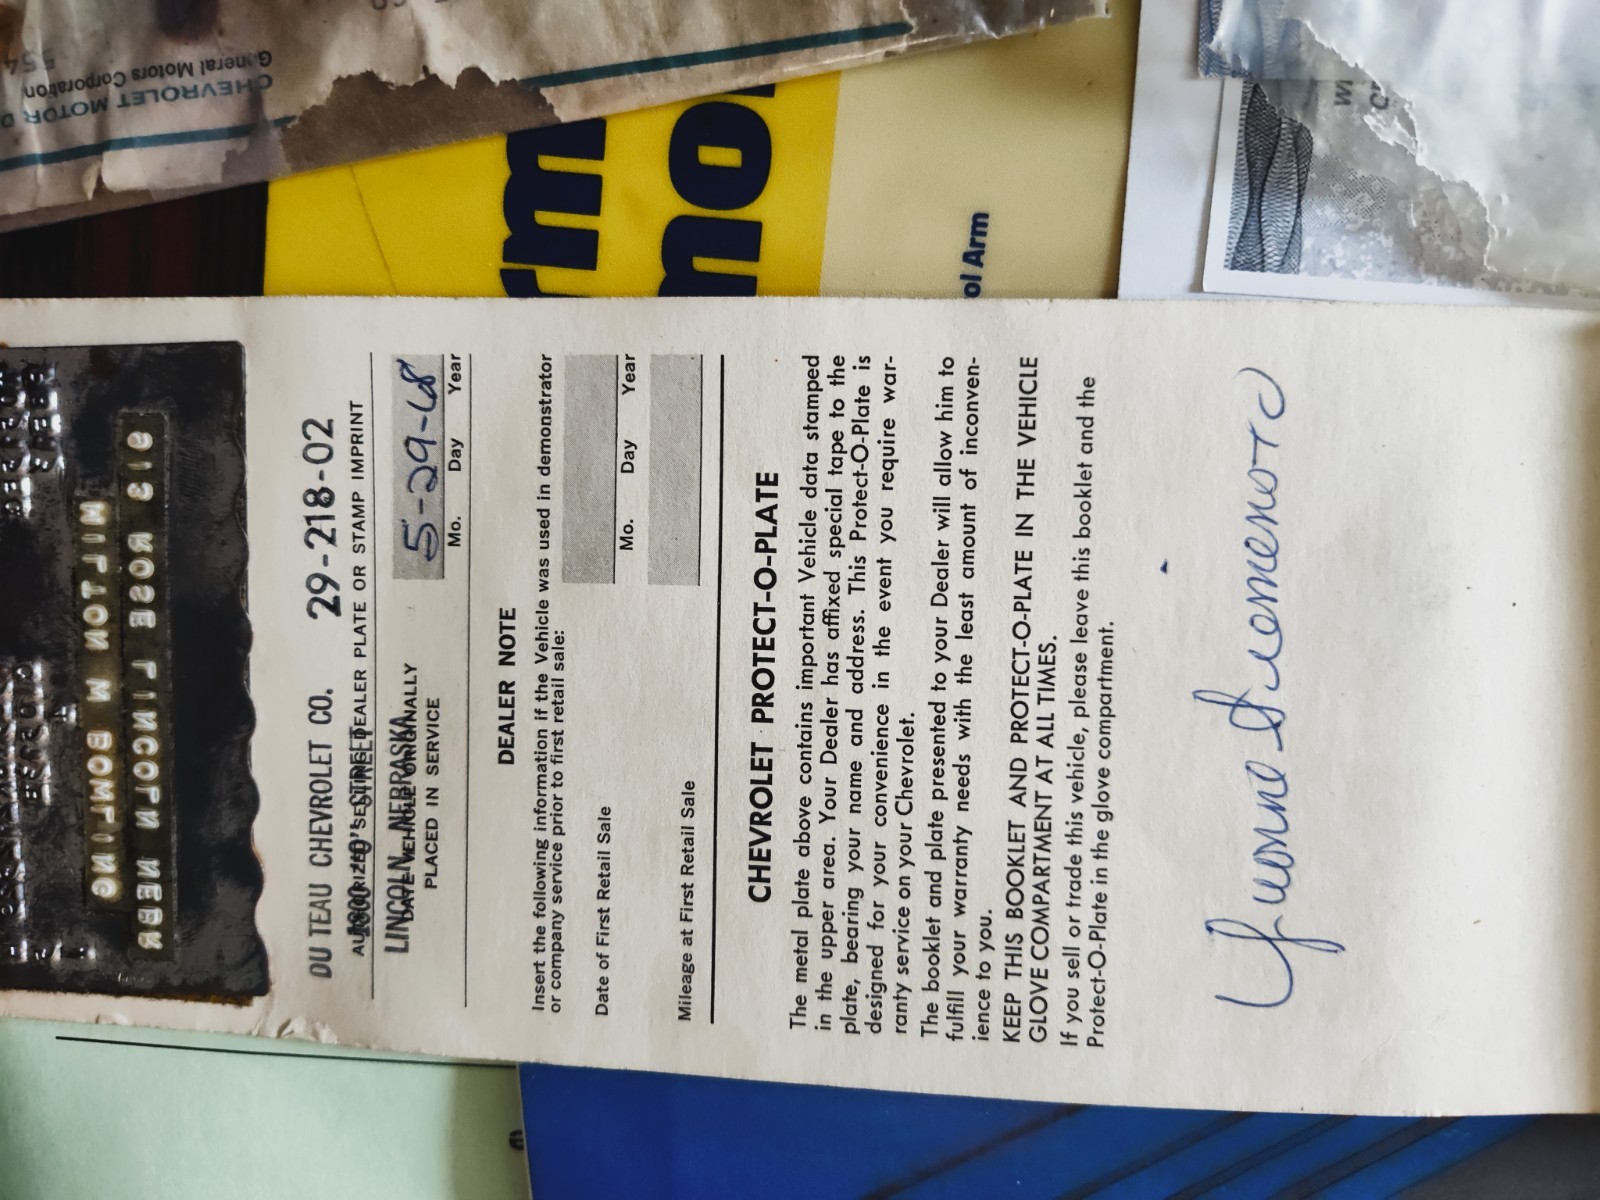 CHEVROLET MOTOR D
General Motors Corporation
ol Arm
MILTON M BOMTING
813 ROSE LINCOLN NEBR
DU TEAU CHEVROLET CO. 29-218-02
1800 "O" STREET
AUTHORIZED SELLING DEALER PLATE OR STAMP IMPRINT
LINCOLN, NEBRASKA
DATE VEHICLE ORIGINALLY
PLACED IN SERVICE
5-29-68
Mo. Day Year
DEALER NOTE
Insert the following information if the Vehicle was used in demonstrator
or company service prior to first retail sale:
Date of First Retail Sale
Mo. Day Year
Mileage at First Retail Sale
CHEVROLET PROTECT-O-PLATE
The metal plate above contains important Vehicle data stamped
in the upper area. Your Dealer has affixed special tape to the
plate, bearing your name and address. This Protect-O-Plate is
designed for your convenience in the event you require war-
ranty service on your Chevrolet.
The booklet and plate presented to your Dealer will allow him to
fulfill your warranty needs with the least amount of inconven-
ience to you.
KEEP THIS BOOKLET AND PROTECT-O-PLATE IN THE VEHICLE
GLOVE COMPARTMENT AT ALL TIMES.
If you sell or trade this vehicle, please leave this booklet and the
Protect-O-Plate in the glove compartment.